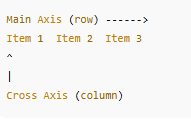 Main Axis (row) ------>
Item 1  Item 2  Item 3
^
|
Cross Axis (column)